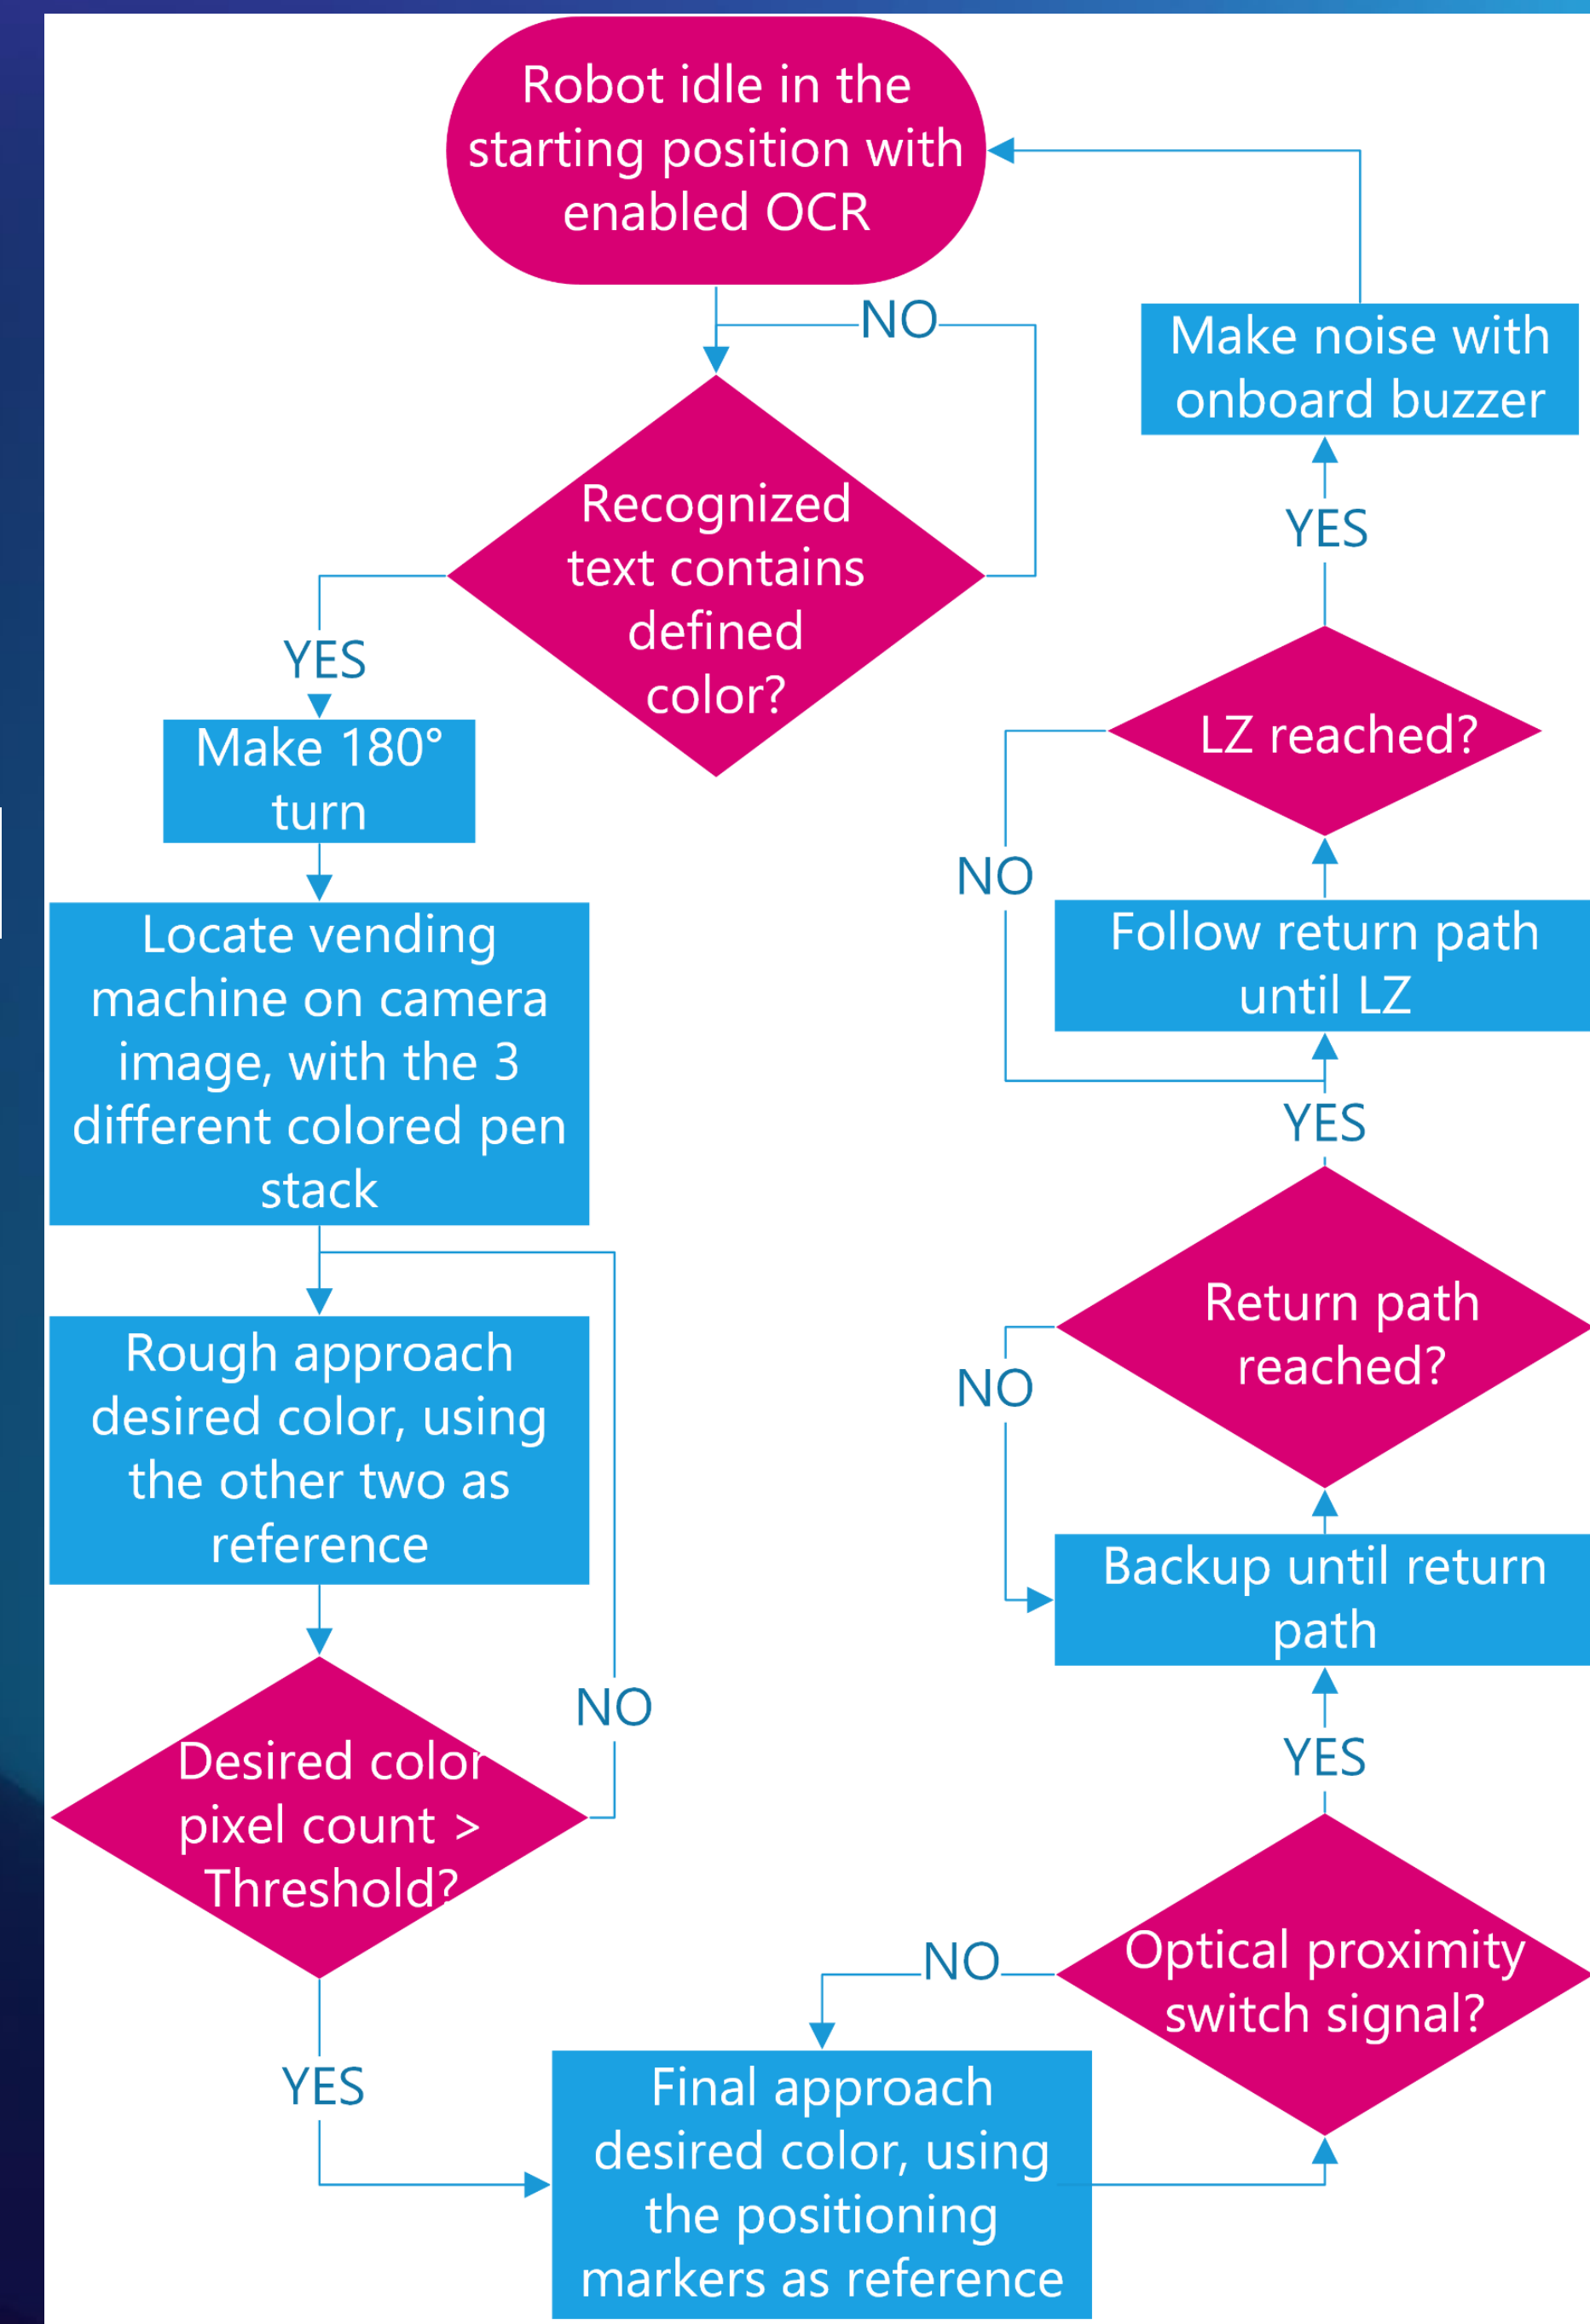 Robot idle in the
starting position with
enabled OCR
NO
Recognized
text contains
defined
color?
YES
Make 180°
turn
Locate vending
machine on camera
image, with the 3
different colored pen
stack
Rough approach
desired color, using
the other two as
reference
NO
Desired color
pixel count >
Threshold?
YES
Final approach
desired color, using
the positioning
markers as reference
NO
Optical proximity
switch signal?
YES
Backup until return
path
NO
Return path
reached?
YES
Follow return path
until LZ
NO
LZ reached?
YES
Make noise with
onboard buzzer